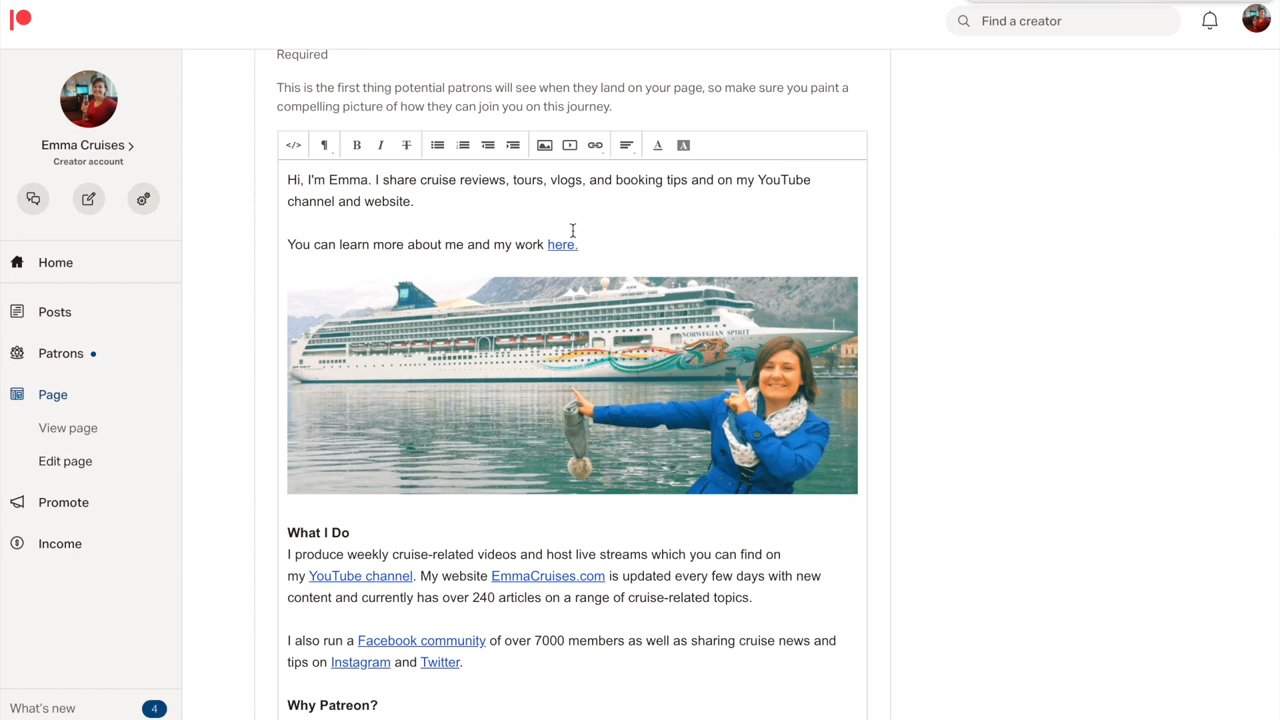 Find a creator
Required
This is the first thing potential patrons will see when they land on your page, so make sure you paint a
compelling picture of how they can join you on this journey.
Emma Cruises
Creator account
Home
Posts
Patrons
Page
View page
Edit page
Promote
Income
What's new
4
Hi, I'm Emma. I share cruise reviews, tours, vlogs, and booking tips and on my YouTube
channel and website.
You can learn more about me and my work here.
NORWEGIAN SPIRIT
What I Do
I produce weekly cruise-related videos and host live streams which you can find on
my YouTube channel. My website EmmaCruises.com is updated every few days with new
content and currently has over 240 articles on a range of cruise-related topics.
I also run a Facebook community of over 7000 members as well as sharing cruise news and
tips on Instagram and Twitter.
Why Patreon?